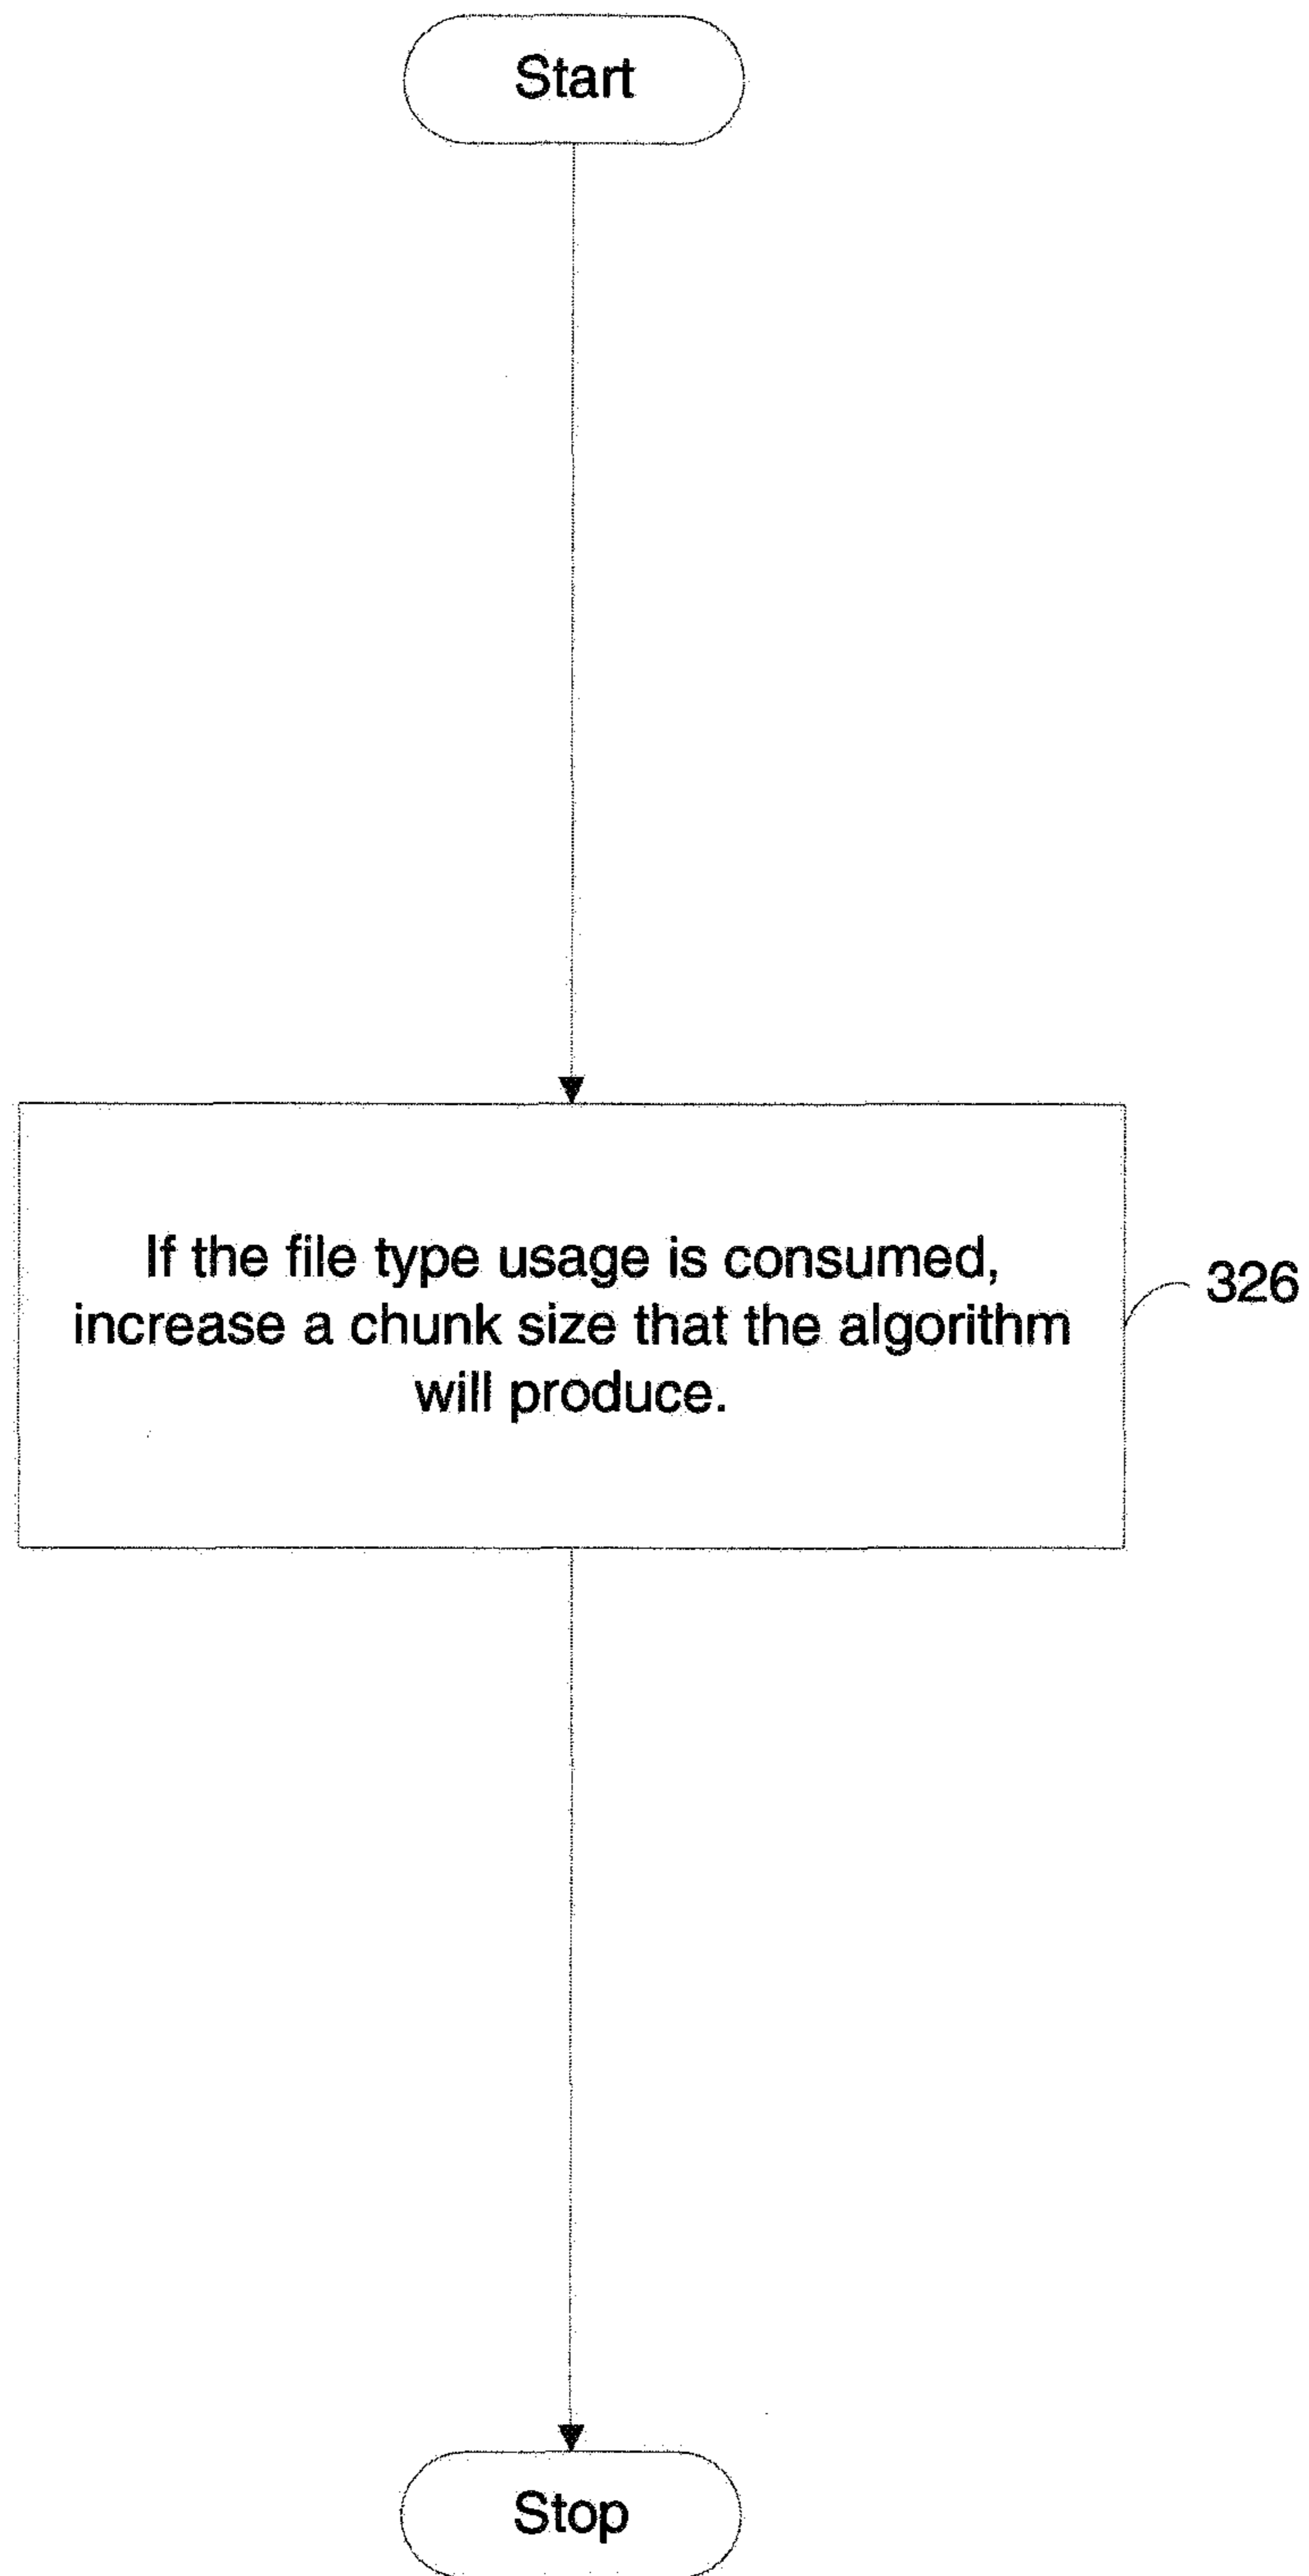 Start
If the file type usage is consumed,
increase a chunk size that the algorithm
will produce.
326
Stop